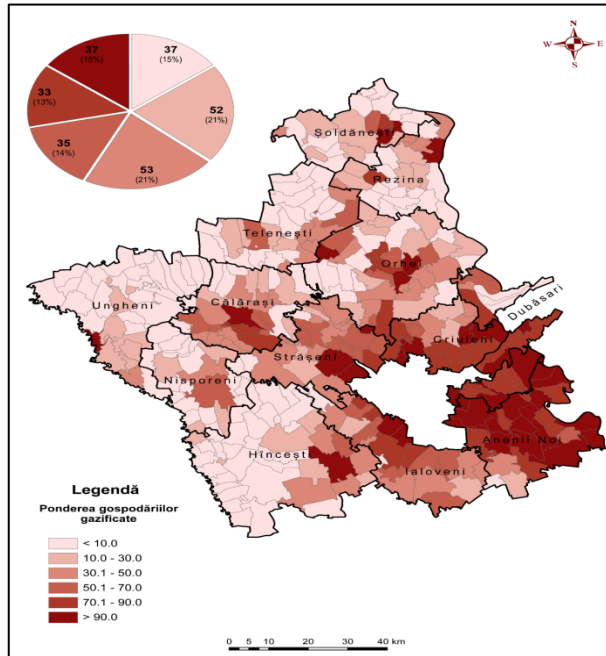 37
(15%)
37
(15%)
33
(13%)
52
(21%)
35
(14%)
53
(21%)
N
W E
S
Șoldănești
Rezina
Telenești
Orhei
Ungheni
Călărași
Dubăsari
Criuleni
Strășeni
Nisporeni
Anenii Noi
Hîncești
Ialoveni
Legendă
Ponderea gospodăriilor
gazificate
< 10.0
10.0 - 30.0
30.1 - 50.0
50.1 - 70.0
70.1 - 90.0
> 90.0
0 5 10 20 30 40 km